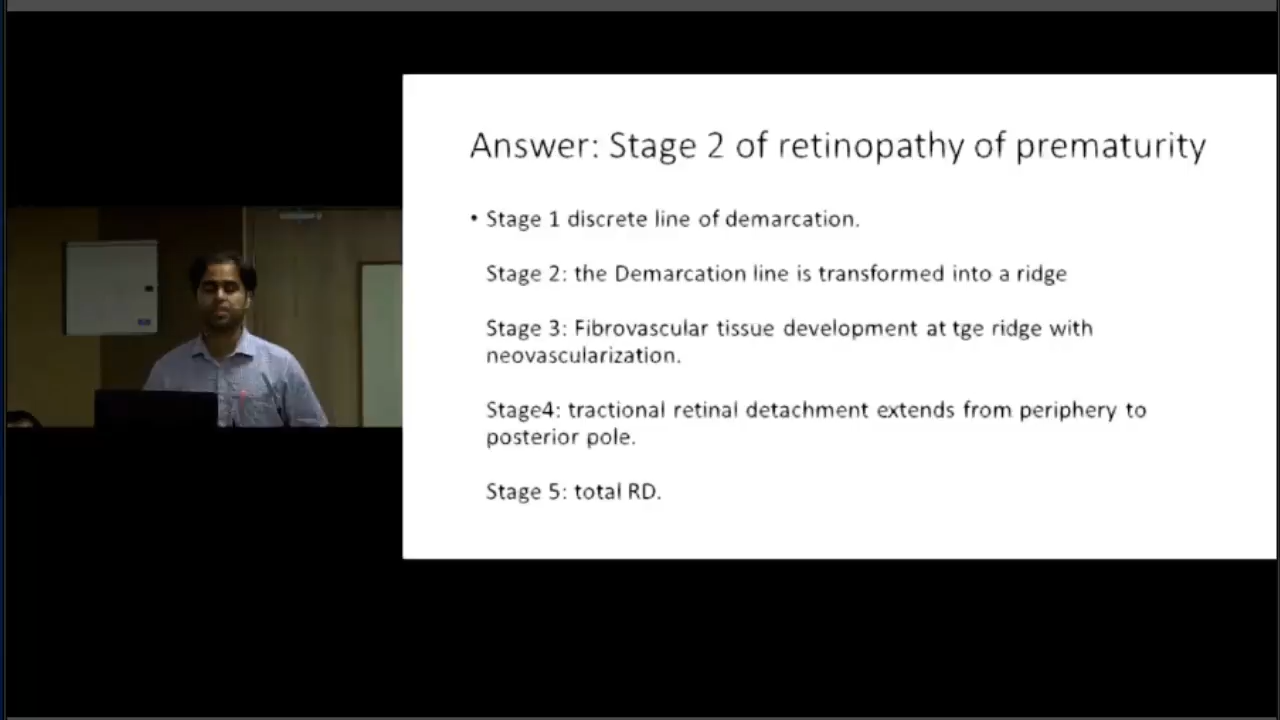 Answer: Stage 2 of retinopathy of prematurity
• Stage 1 discrete line of demarcation.
Stage 2: the Demarcation line is transformed into a ridge
Stage 3: Fibrovascular tissue development at tge ridge with
neovascularization.
Stage4: tractional retinal detachment extends from periphery to
posterior pole.
Stage 5: total RD.